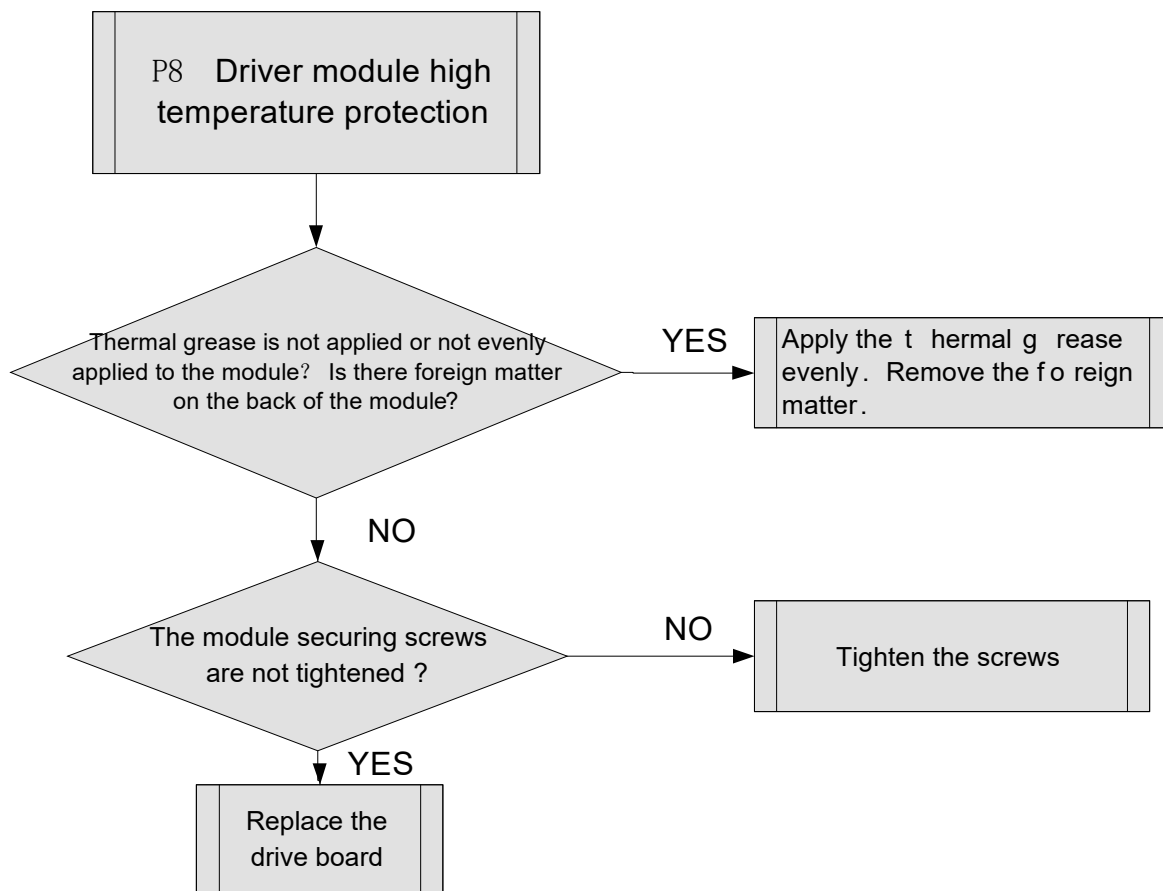 P8 Driver module high
temperature protection
Thermal grease is not applied or not evenly
applied to the module? Is there foreign matter
on the back of the module?
YES
Apply the t hermal g rease
evenly. Remove the f o reign
matter.
NO
The module securing screws
are not tightened ?
NO
Tighten the screws
YES
Replace the
drive board